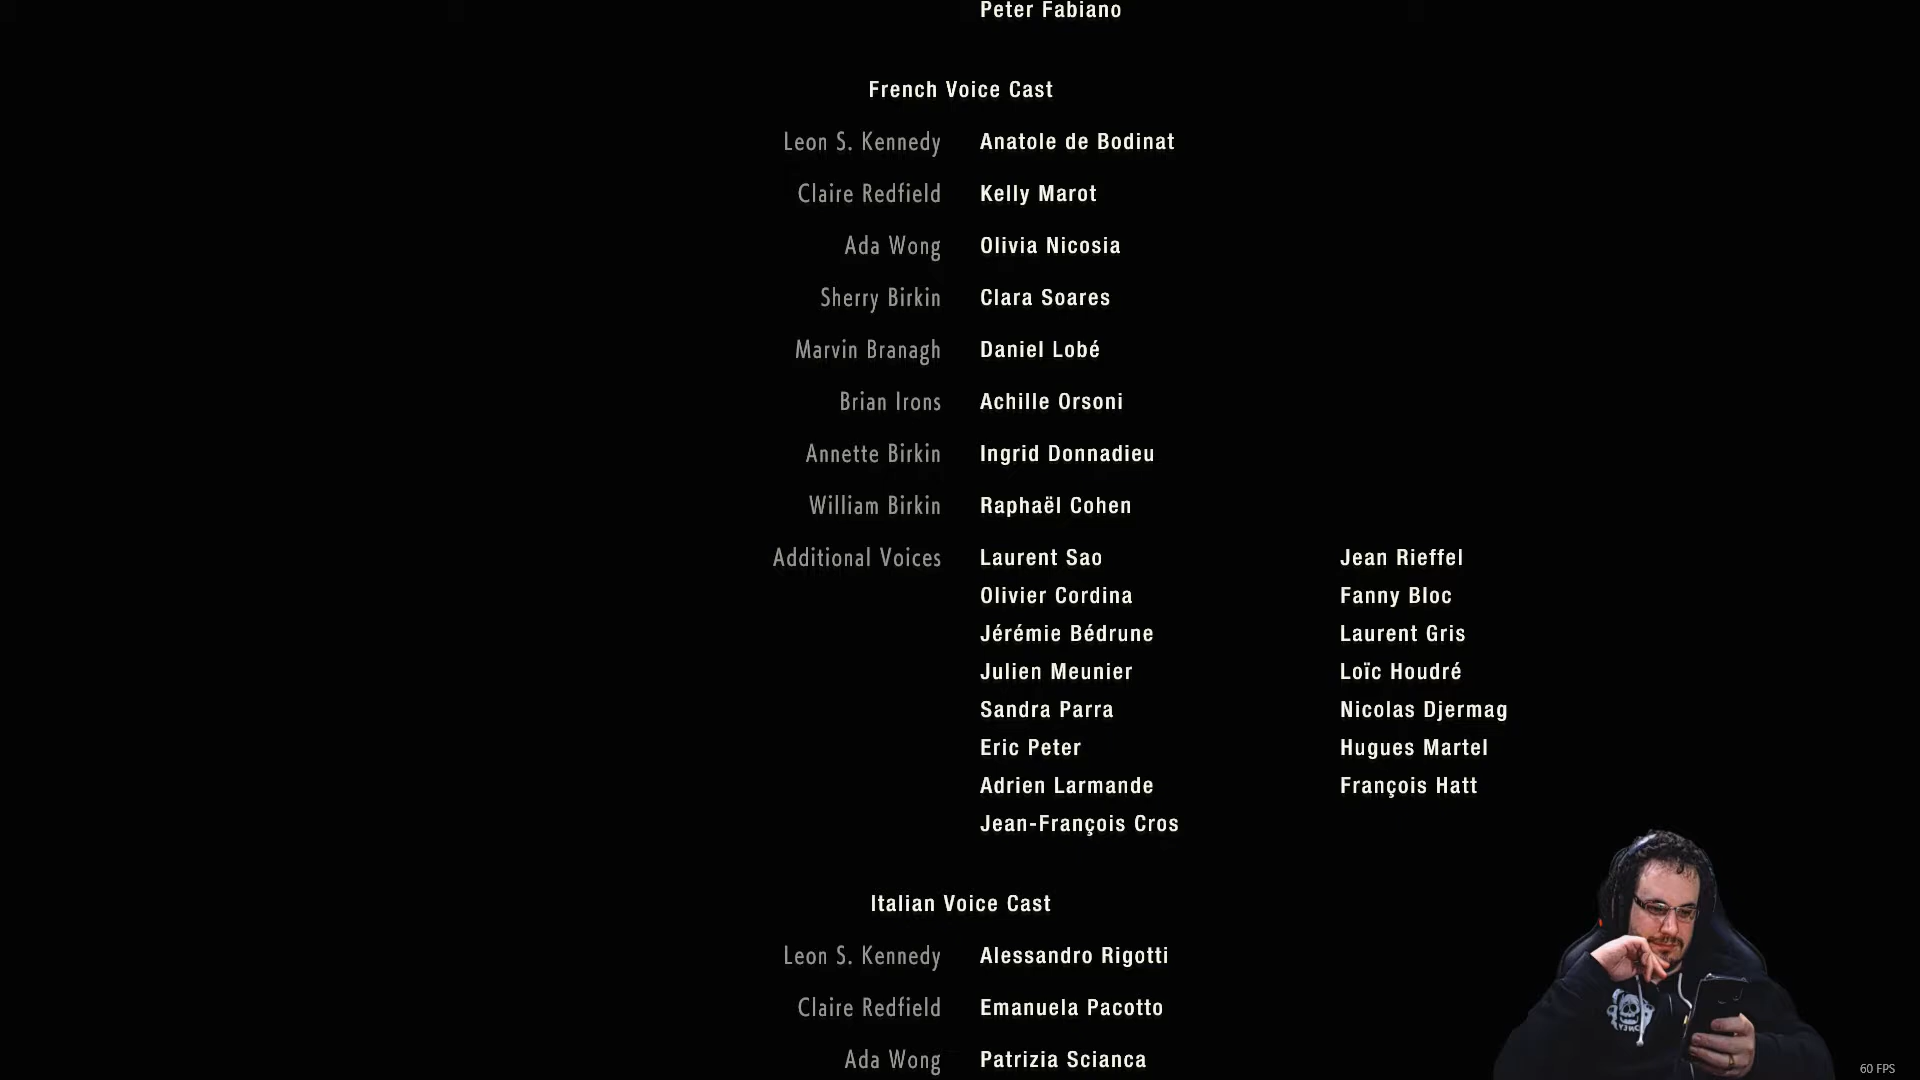 Peter Fabiano
French Voice Cast
Leon S. Kennedy Anatole de Bodinat
Claire Redfield Kelly Marot
Ada Wong Olivia Nicosia
Sherry Birkin Clara Soares
Marvin Branagh Daniel Lobé
Brian Irons Achille Orsoni
Annette Birkin Ingrid Donnadieu
William Birkin Raphaël Cohen
Additional Voices Laurent Sao Jean Rieffel
Olivier Cordina Fanny Bloc
Jérémie Bédrune Laurent Gris
Julien Meunier Loïc Houdré
Sandra Parra Nicolas Djermag
Eric Peter Hugues Martel
Adrien Larmande François Hatt
Jean-François Cros
Italian Voice Cast
Leon S. Kennedy Alessandro Rigotti
Claire Redfield Emanuela Pacotto
Ada Wong Patrizia Scianca
60 FPS